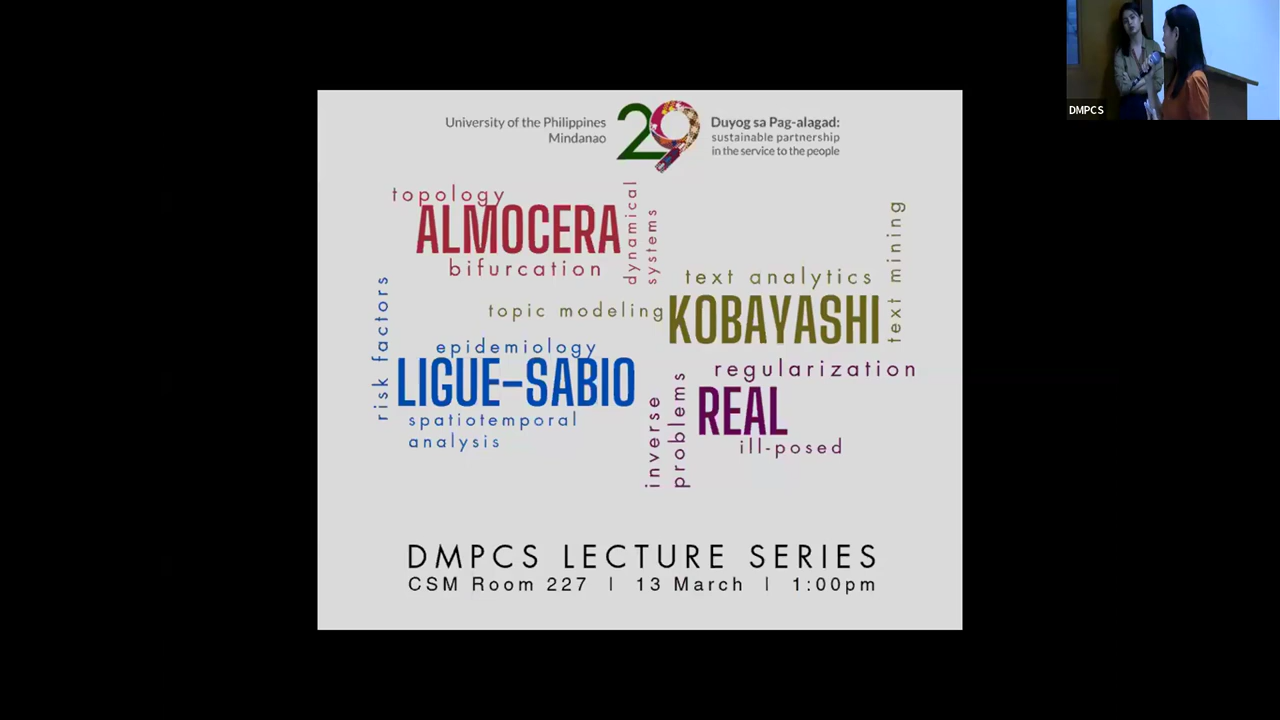 University of the Philippines
Mindanao
29
Duyog sa Pag-alagad:
sustainable partnership
in the service to the people
topology
ALMOCERA
bifurcation
dynamical
systems
text analytics
text mining
topic modeling
KOBAYASHI
risk factors
epidemiology
LIGUE-SABIO
spatiotemporal
analysis
regularization
inverse
problems
REAL
ill-posed
DMPCS LECTURE SERIES
CSM Room 227 | 13 March | 1:00pm
DMPCS